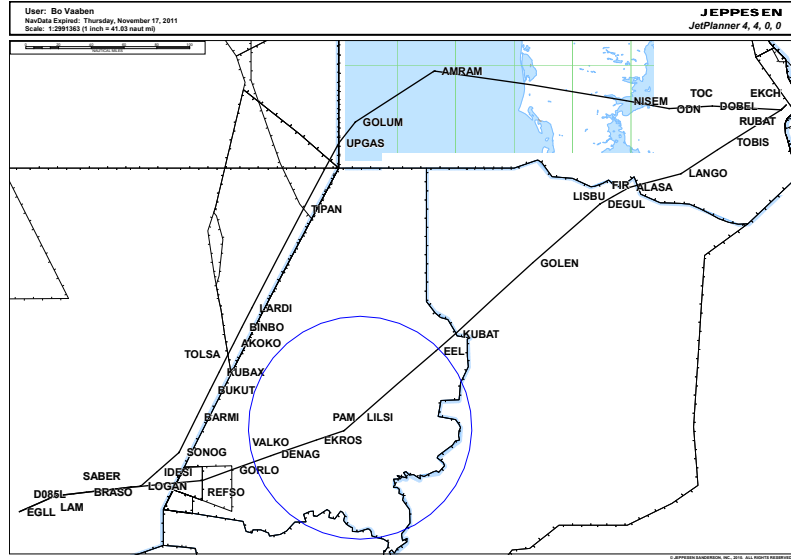 User: Bo Vaaben
NavData Expired: Thursday, November 17, 2011
Scale: 1:2991363 (1 inch = 41.03 naut mi)
JEPPESEN
JetPlanner 4, 4, 0, 0
NAUTICAL MILES
AMRAM
TOC
EKCH
NISEM
ODN
DOBEL
GOLUM
RUBAT
UPGAS
TOBIS
LANGO
FIR
ALASA
LISBU
DEGUL
TIPAN
GOLEN
LARDI
BINBO
KUBAT
AKOKO
EEL
TOLSA
KUBAX
BUKUT
BARMI
PAM
LILSI
VALKO
EKROS
SONOG
DENAG
IDESI
GORLO
SABER
LOGAN
REFSO
D085L
BRASO
LAM
EGLL
© JEPPESEN SANDERSON, INC., 2010. ALL RIGHTS RESERVED